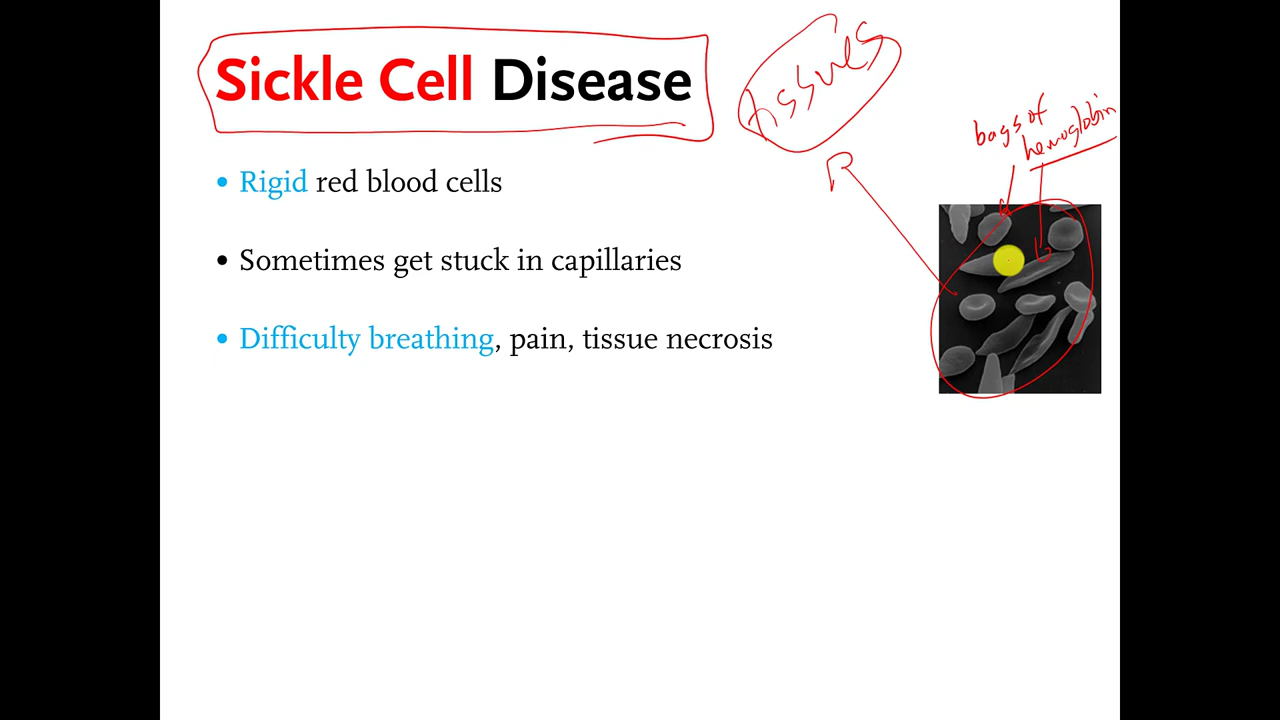 Sickle Cell Disease
tissues
bags of
hemoglobin
• Rigid red blood cells
• Sometimes get stuck in capillaries
• Difficulty breathing, pain, tissue necrosis